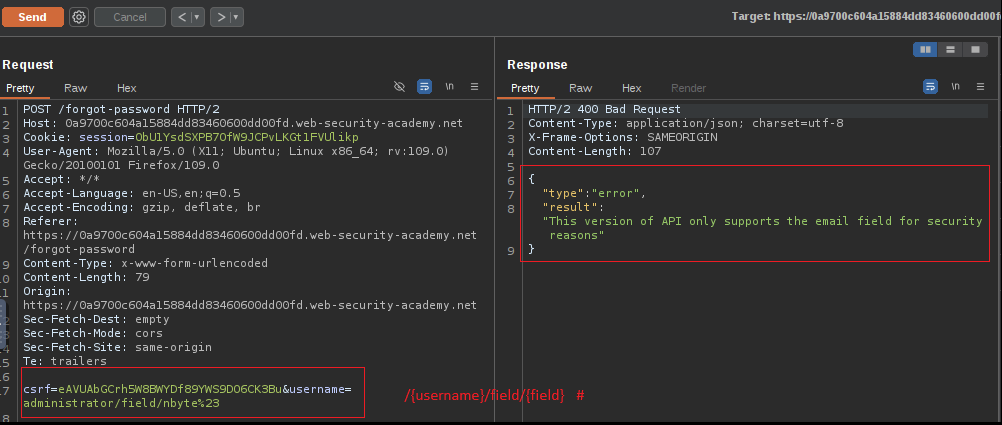 Send Cancel < > Target: https://0a9700c604a15884dd83460600dd00f
Request
Pretty Raw Hex \n
1 POST /forgot-password HTTP/2
2 Host: 0a9700c604a15884dd83460600dd00fd.web-security-academy.net
3 Cookie: session=ObU1YsdSXPB7OfW9JCPvLKGt1FVUlikp
4 User-Agent: Mozilla/5.0 (X11; Ubuntu; Linux x86_64; rv:109.0)
Gecko/20100101 Firefox/109.0
5 Accept: */*
6 Accept-Language: en-US,en;q=0.5
7 Accept-Encoding: gzip, deflate, br
8 Referer:
https://0a9700c604a15884dd83460600dd00fd.web-security-academy.net
/forgot-password
9 Content-Type: x-www-form-urlencoded
10 Content-Length: 79
11 Origin:
https://0a9700c604a15884dd83460600dd00fd.web-security-academy.net
Sec-Fetch-Dest: empty
Sec-Fetch-Mode: cors
14 Sec-Fetch-Site: same-origin
15 Te: trailers
16
17 csrf=eAVUAbGCrh5W8BWYDf89YWS9DO6CK3Bu&username=
administrator/field/nbyte%23
8
/{username}/field/{field} #
Response
Pretty Raw Hex Render \n
1 HTTP/2 400 Bad Request
2 Content-Type: application/json; charset=utf-8
3 X-Frame-Options: SAMEORIGIN
4 Content-Length: 107
5
6 {
7 "type":"error",
8 "result":
"This version of API only supports the email field for security
reasons"
9 }